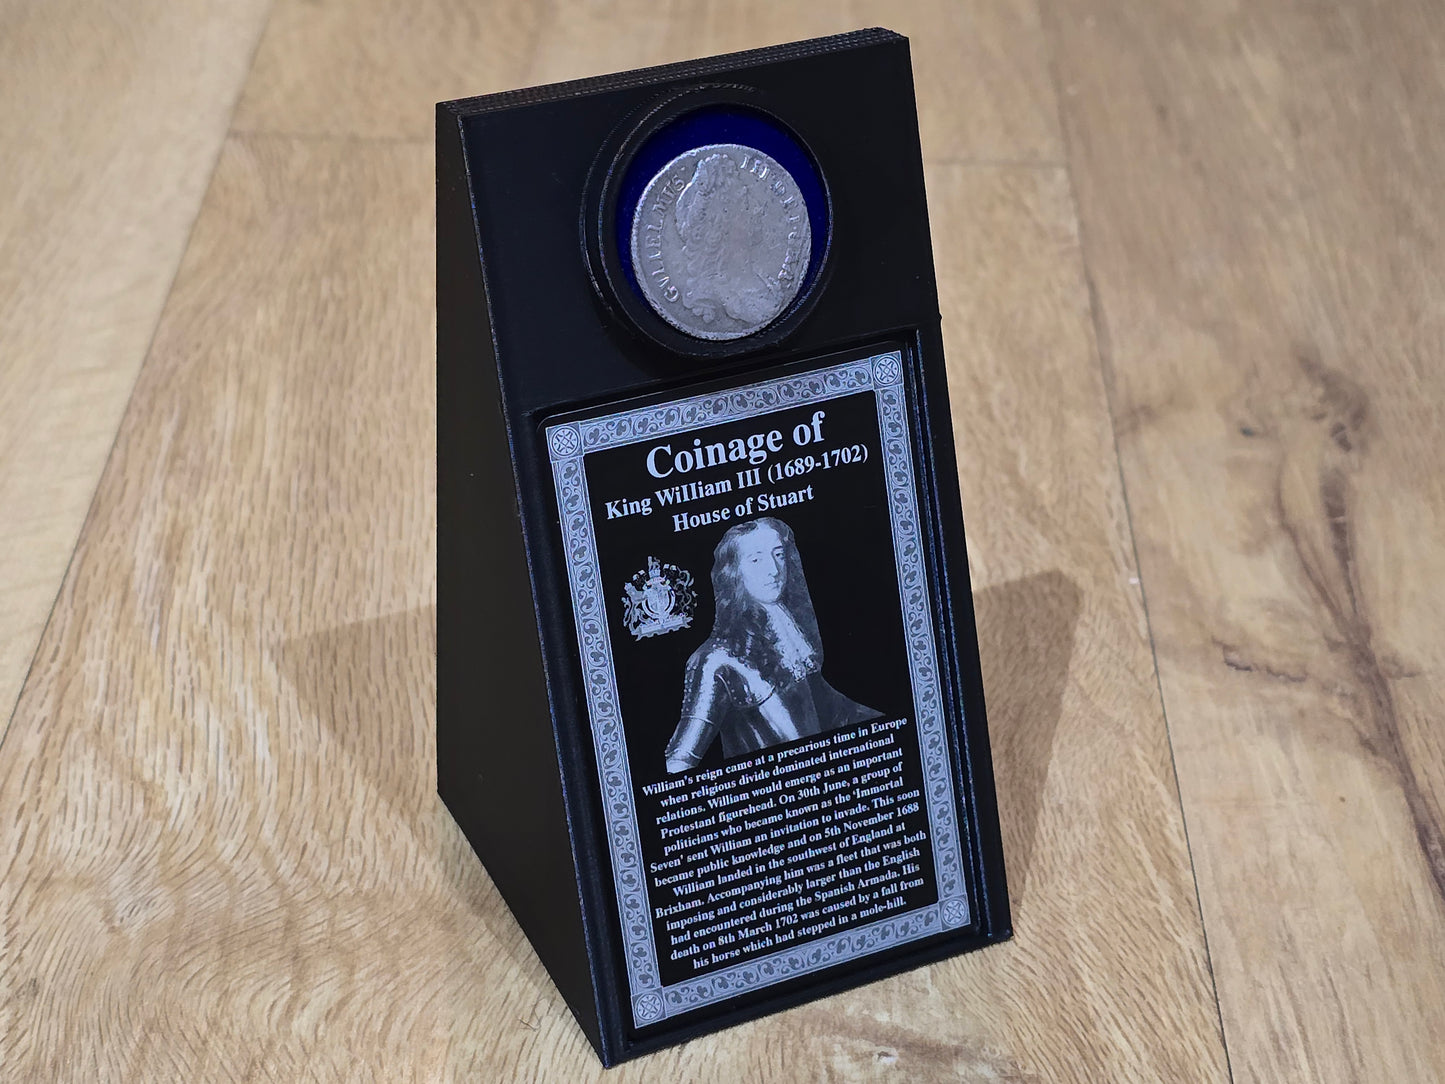 GVLIELMVS
III·DEI·GRA
Coinage of
King William III (1689-1702)
House of Stuart
William's reign came at a precarious time in Europe
when religious divide dominated international
relations. William would emerge as an important
Protestant figurehead. On 30th June, a group of
politicians who became known as the 'Immortal
Seven' sent William an invitation to invade. This soon
became public knowledge and on 5th November 1688
William landed in the southwest of England at
Brixham. Accompanying him was a fleet that was both
imposing and considerably larger than the English
had encountered during the Spanish Armada. His
death on 8th March 1702 was caused by a fall from
his horse which had stepped in a mole-hill.